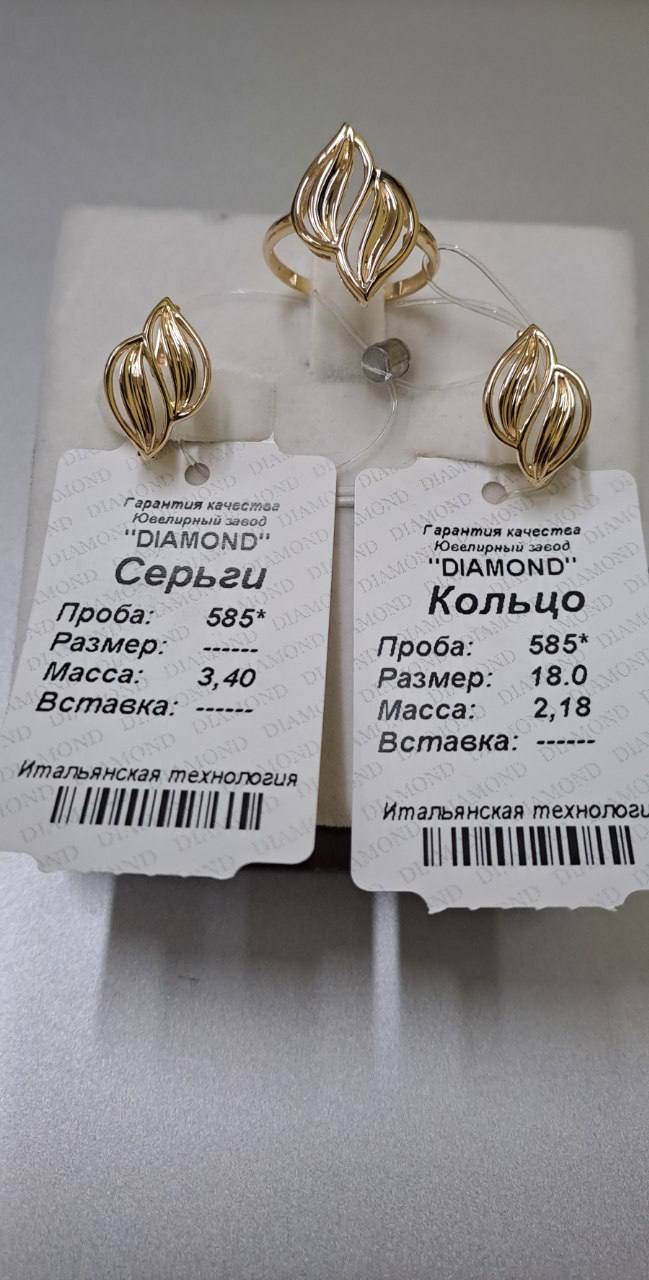 Гарантия качества
Ювелирный завод
"DIAMOND"
Серьги
Проба: 585*
Размер: ------
Масса: 3,40
Вставка: ------
Итальянская технология
Гарантия качества
Ювелирный завод
"DIAMOND"
Кольцо
Проба: 585*
Размер: 18.0
Масса: 2,18
Вставка: ------
Итальянская технологи